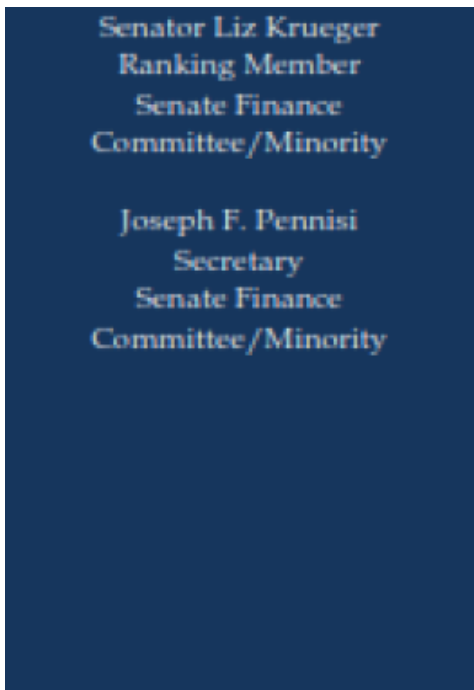 Senator Liz Krueger
Ranking Member
Senate Finance
Committee/Minority
Joseph F. Pennisi
Secretary
Senate Finance
Committee/Minority